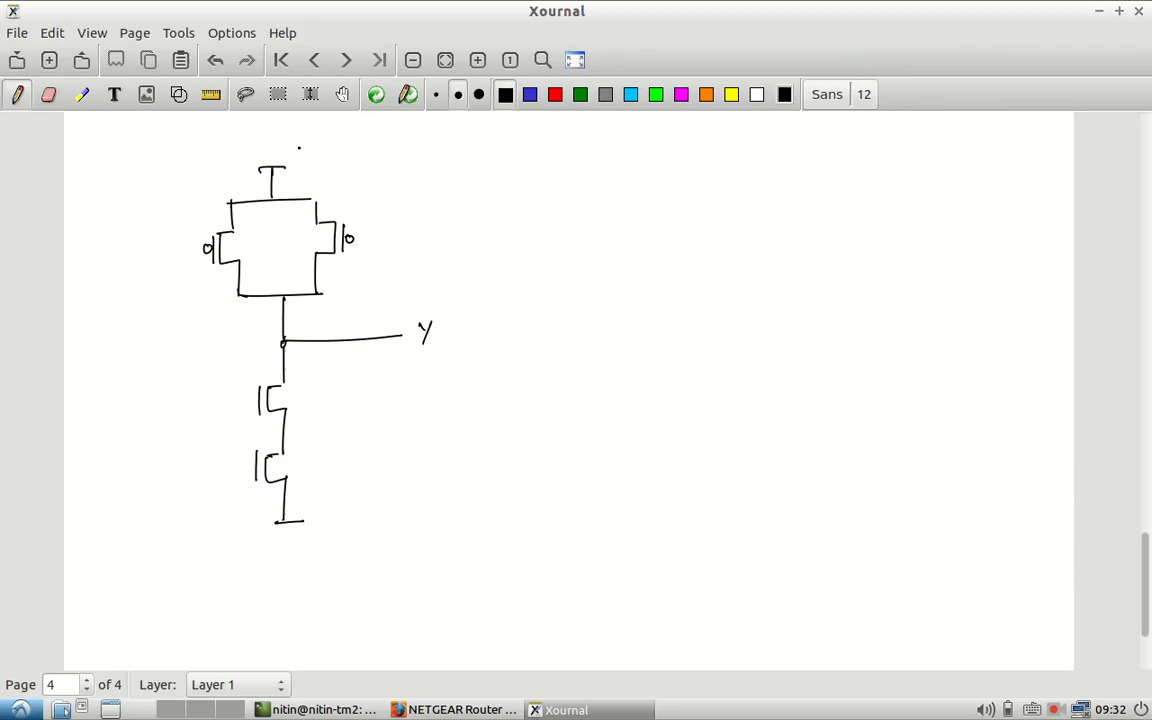 Xournal
File Edit View Page Tools Options Help
Sans 12
Y
Page 4 of 4 Layer: Layer 1
nitin@nitin-tm2: ... NETGEAR Router ... Xournal 09:32